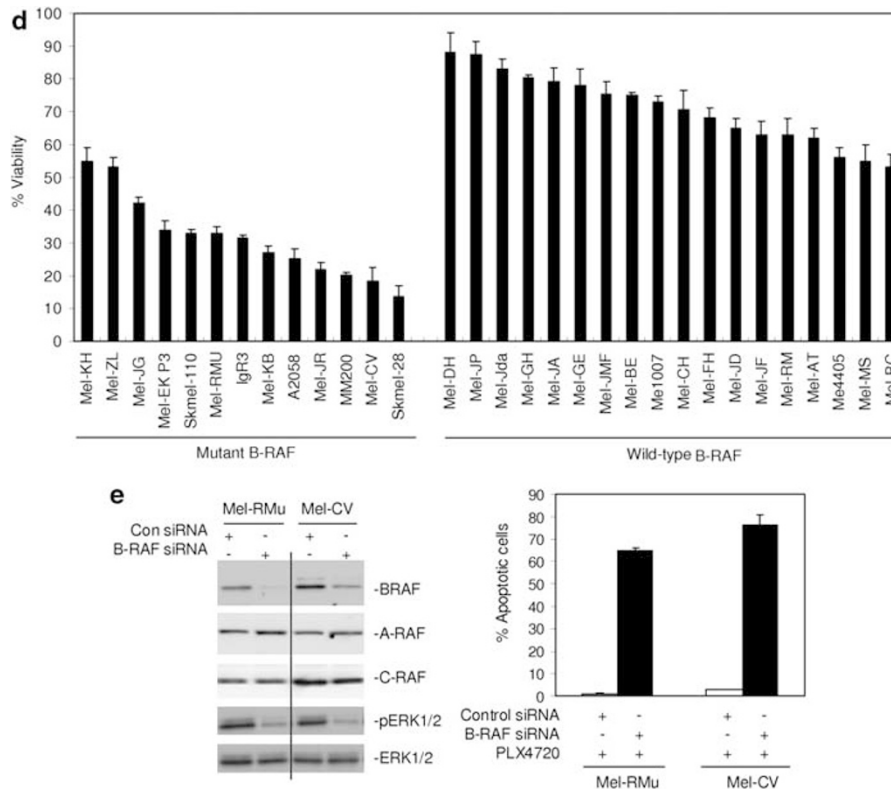 d
100
90
80
70
60
50
40
30
20
10
0
% Viability
Mel-KH
Mel-ZL
Mel-JG
Mel-EK P3
Skmel-110
Mel-RMU
IgR3
Mel-KB
A2058
Mel-JR
MM200
Mel-CV
Skmel-28
Mel-DH
Mel-JP
Mel-Jda
Mel-GH
Mel-JA
Mel-GE
Mel-JMF
Mel-BE
Me1007
Mel-CH
Mel-FH
Mel-JD
Mel-JF
Mel-RM
Mel-AT
Me4405
Mel-MS
Mutant B-RAF
Wild-type B-RAF
e
Mel-RMu Mel-CV
Con siRNA + - + -
B-RAF siRNA - + - +
-BRAF
-A-RAF
-C-RAF
-pERK1/2
-ERK1/2
90
80
70
60
50
40
30
20
10
0
% Apoptotic cells
Control siRNA + - + -
B-RAF siRNA - + - +
PLX4720 + + + +
Mel-RMu Mel-CV